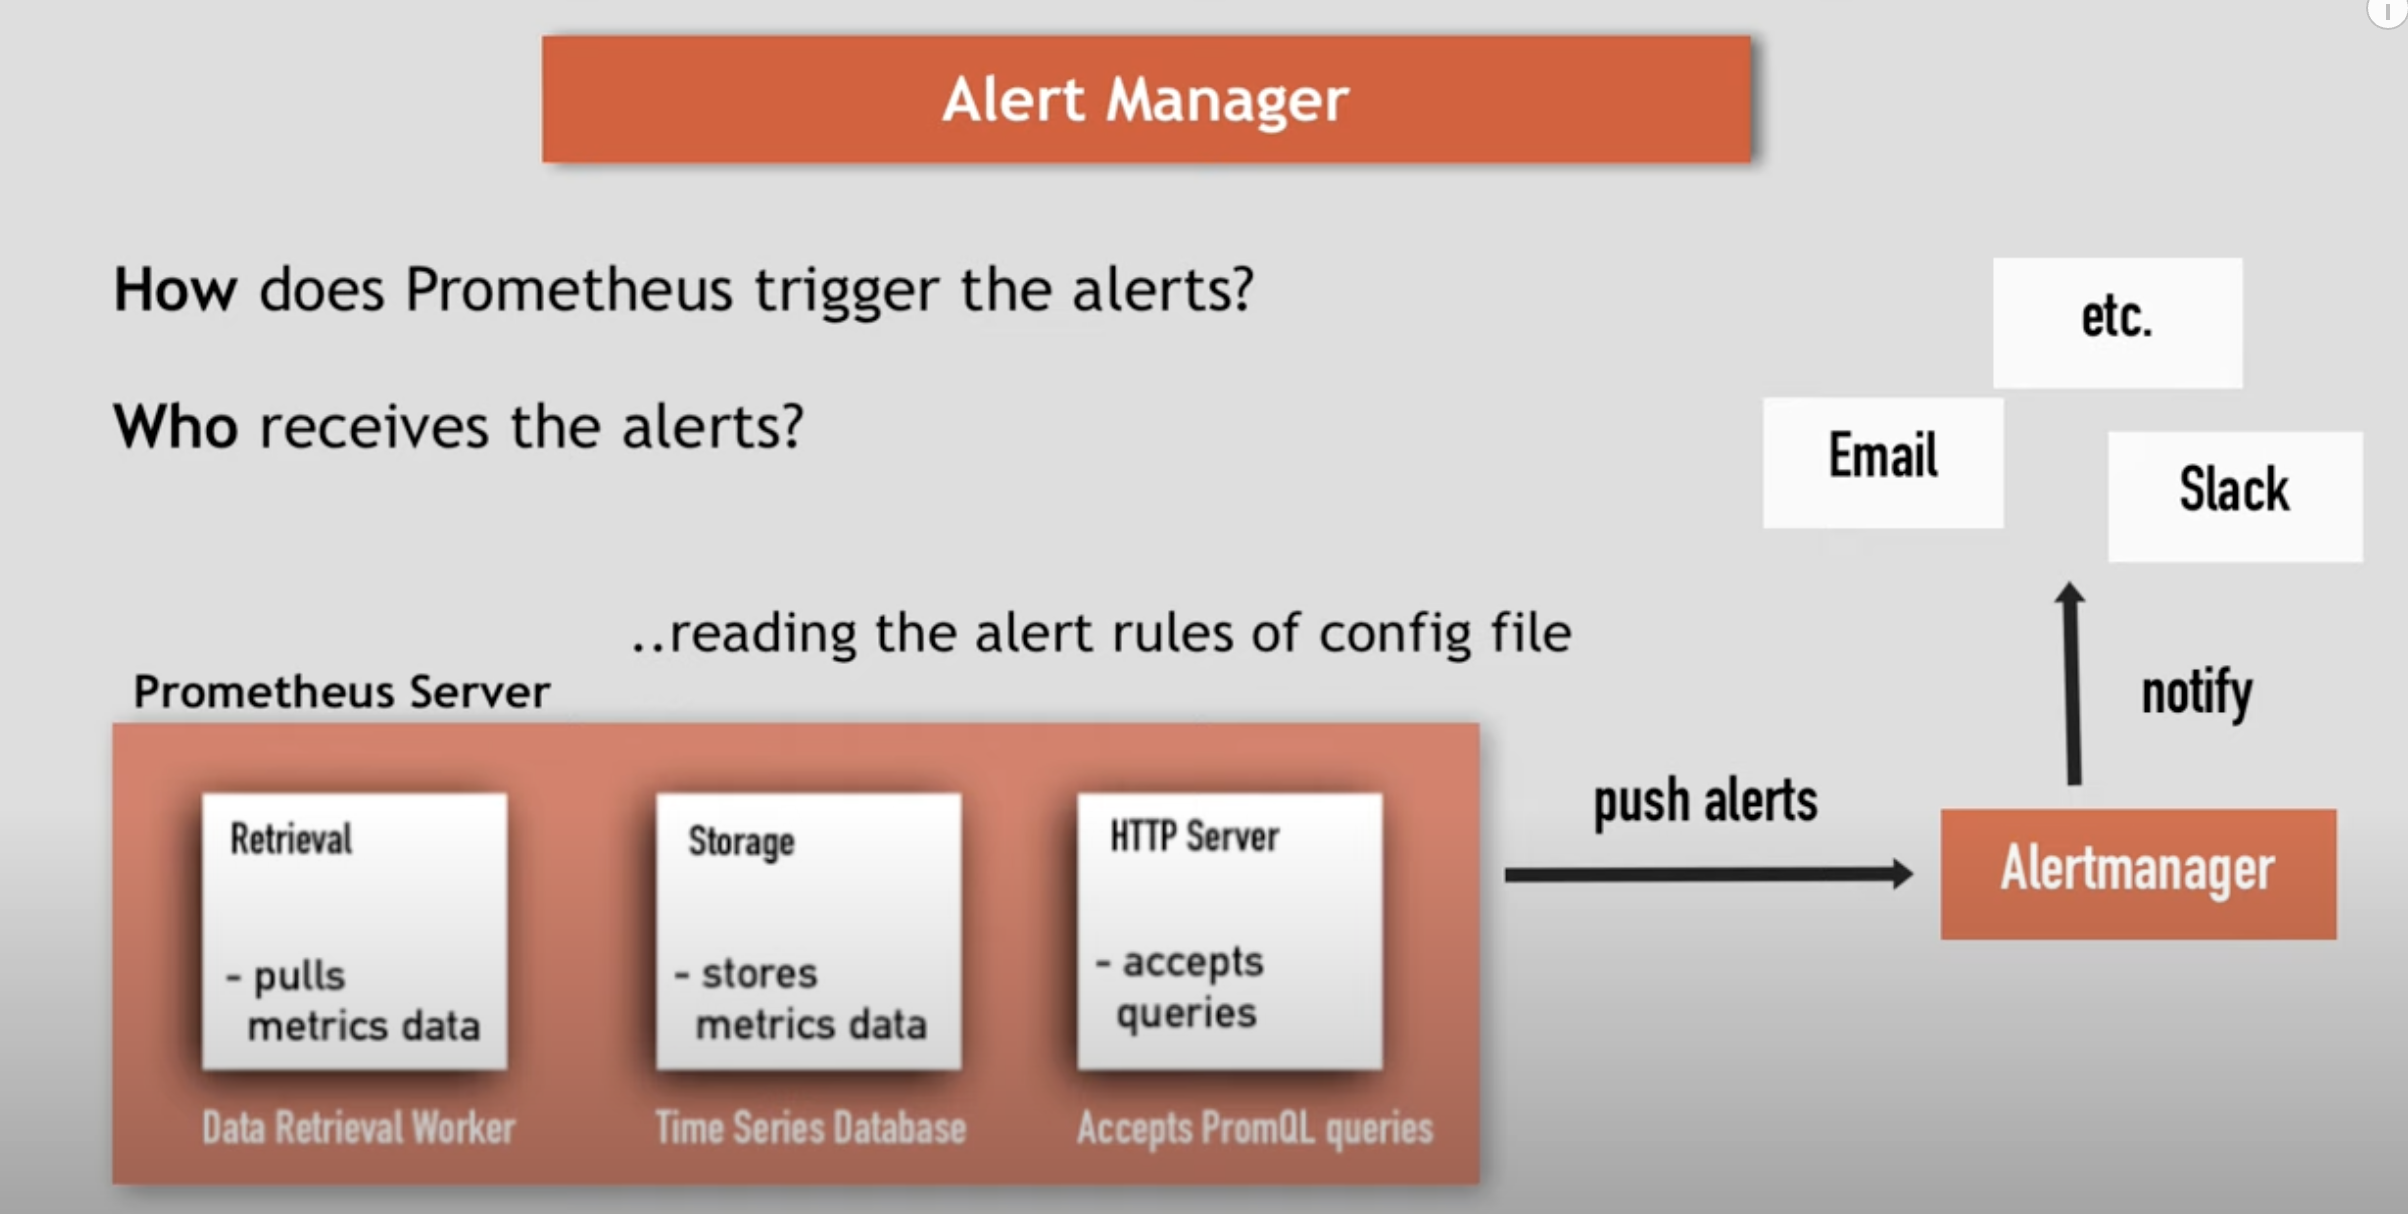 Alert Manager
How does Prometheus trigger the alerts?
Who receives the alerts?
etc.
Email
Slack
..reading the alert rules of config file
Prometheus Server
notify
push alerts
Alertmanager
Retrieval
- pulls
metrics data
Data Retrieval Worker
Storage
- stores
metrics data
Time Series Database
HTTP Server
- accepts
queries
Accepts PromQL queries